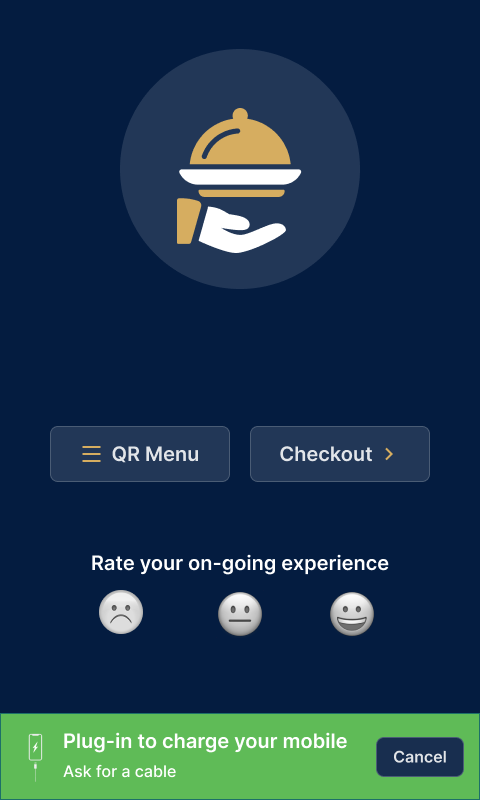 QR Menu
Checkout
Rate your on-going experience
Plug-in to charge your mobile
Ask for a cable
Cancel